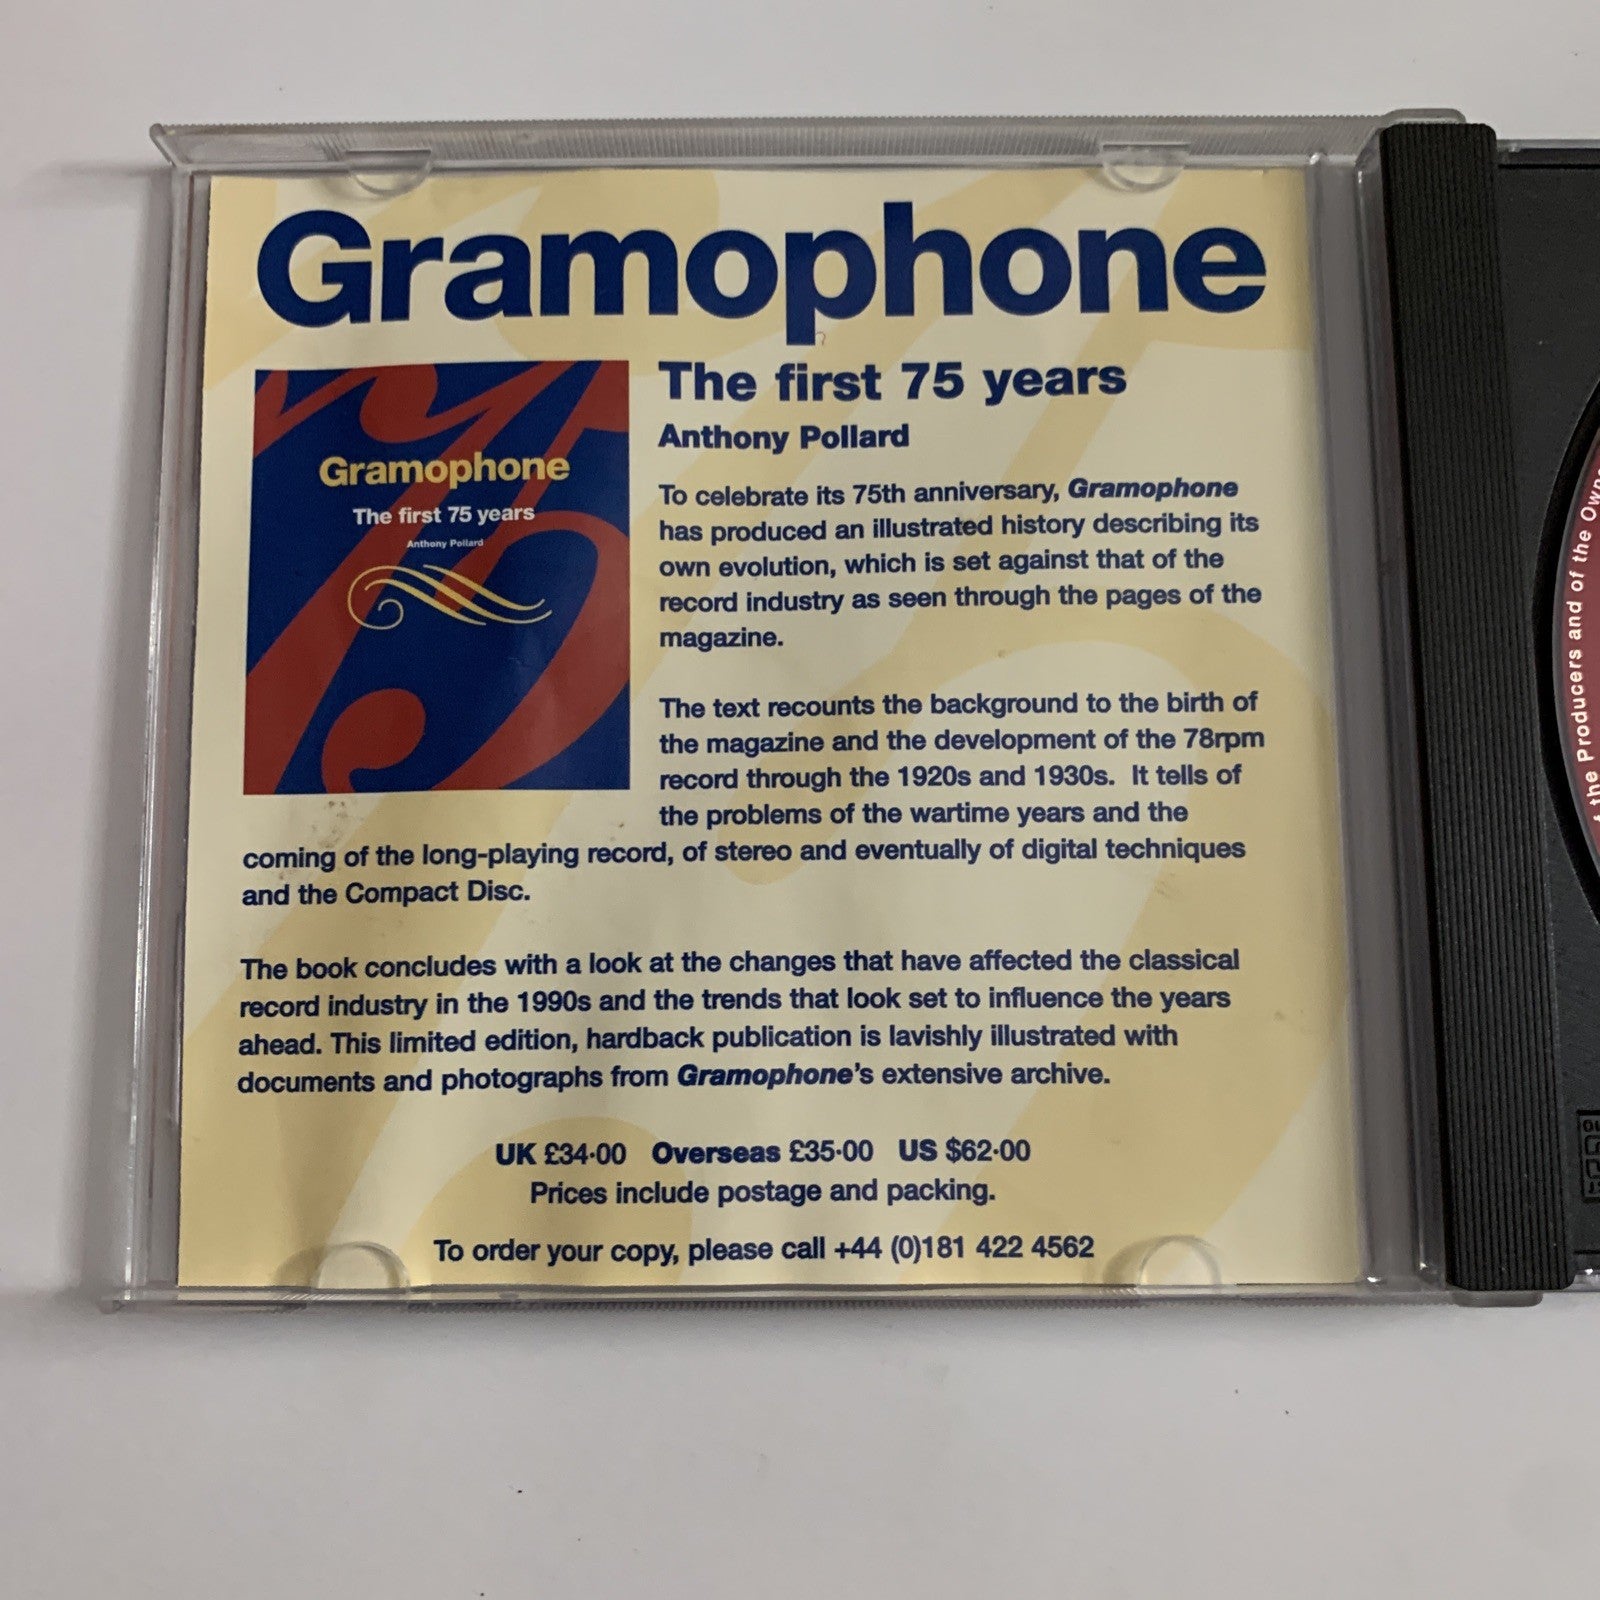 Gramophone
Gramophone
The first 75 years
Anthony Pollard
The first 75 years
Anthony Pollard
To celebrate its 75th anniversary, Gramophone
has produced an illustrated history describing its
own evolution, which is set against that of the
record industry as seen through the pages of the
magazine.
The text recounts the background to the birth of
the magazine and the development of the 78rpm
record through the 1920s and 1930s. It tells of
the problems of the wartime years and the
coming of the long-playing record, of stereo and eventually of digital techniques
and the Compact Disc.
The book concludes with a look at the changes that have affected the classical
record industry in the 1990s and the trends that look set to influence the years
ahead. This limited edition, hardback publication is lavishly illustrated with
documents and photographs from Gramophone's extensive archive.
UK £34·00 Overseas £35·00 US $62·00
Prices include postage and packing.
To order your copy, please call +44 (0)181 422 4562
the Producers and of the